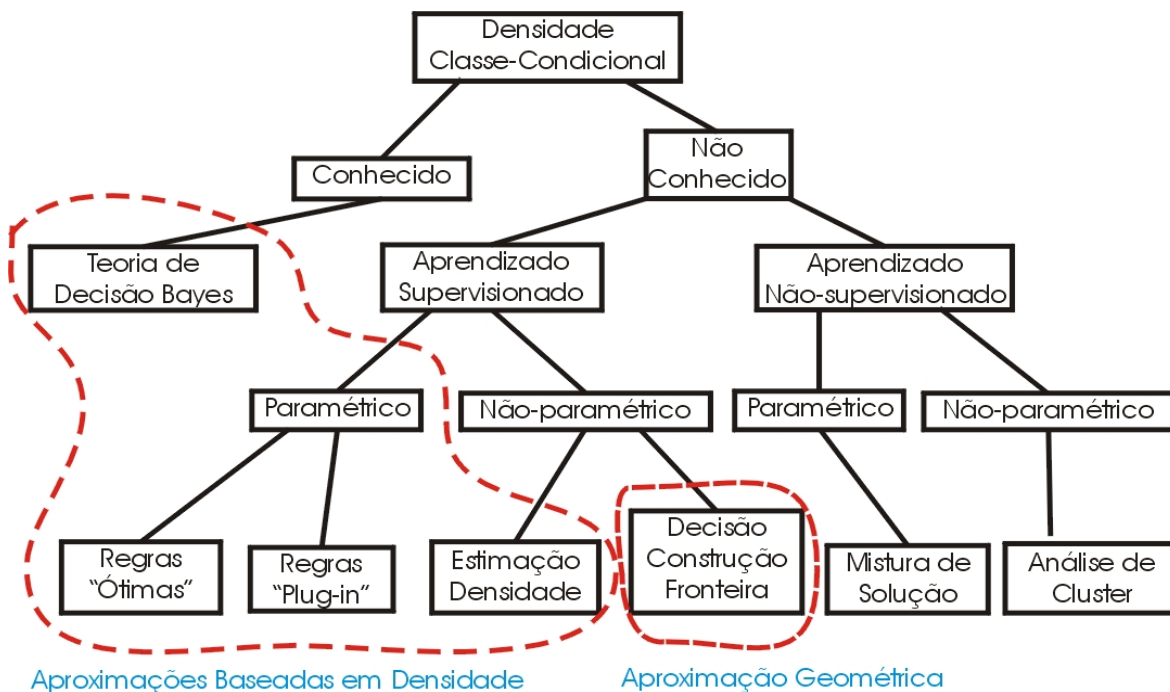 Densidade
Classe-Condicional
Conhecido
Não
Conhecido
Teoria de
Decisão Bayes
Aprendizado
Supervisionado
Aprendizado
Não-supervisionado
Paramétrico
Não-paramétrico
Paramétrico
Não-paramétrico
Regras
“Ótimas”
Regras
“Plug-in”
Estimação
Densidade
Decisão
Construção
Fronteira
Mistura de
Solução
Análise de
Cluster
Aproximações Baseadas em Densidade
Aproximação Geométrica